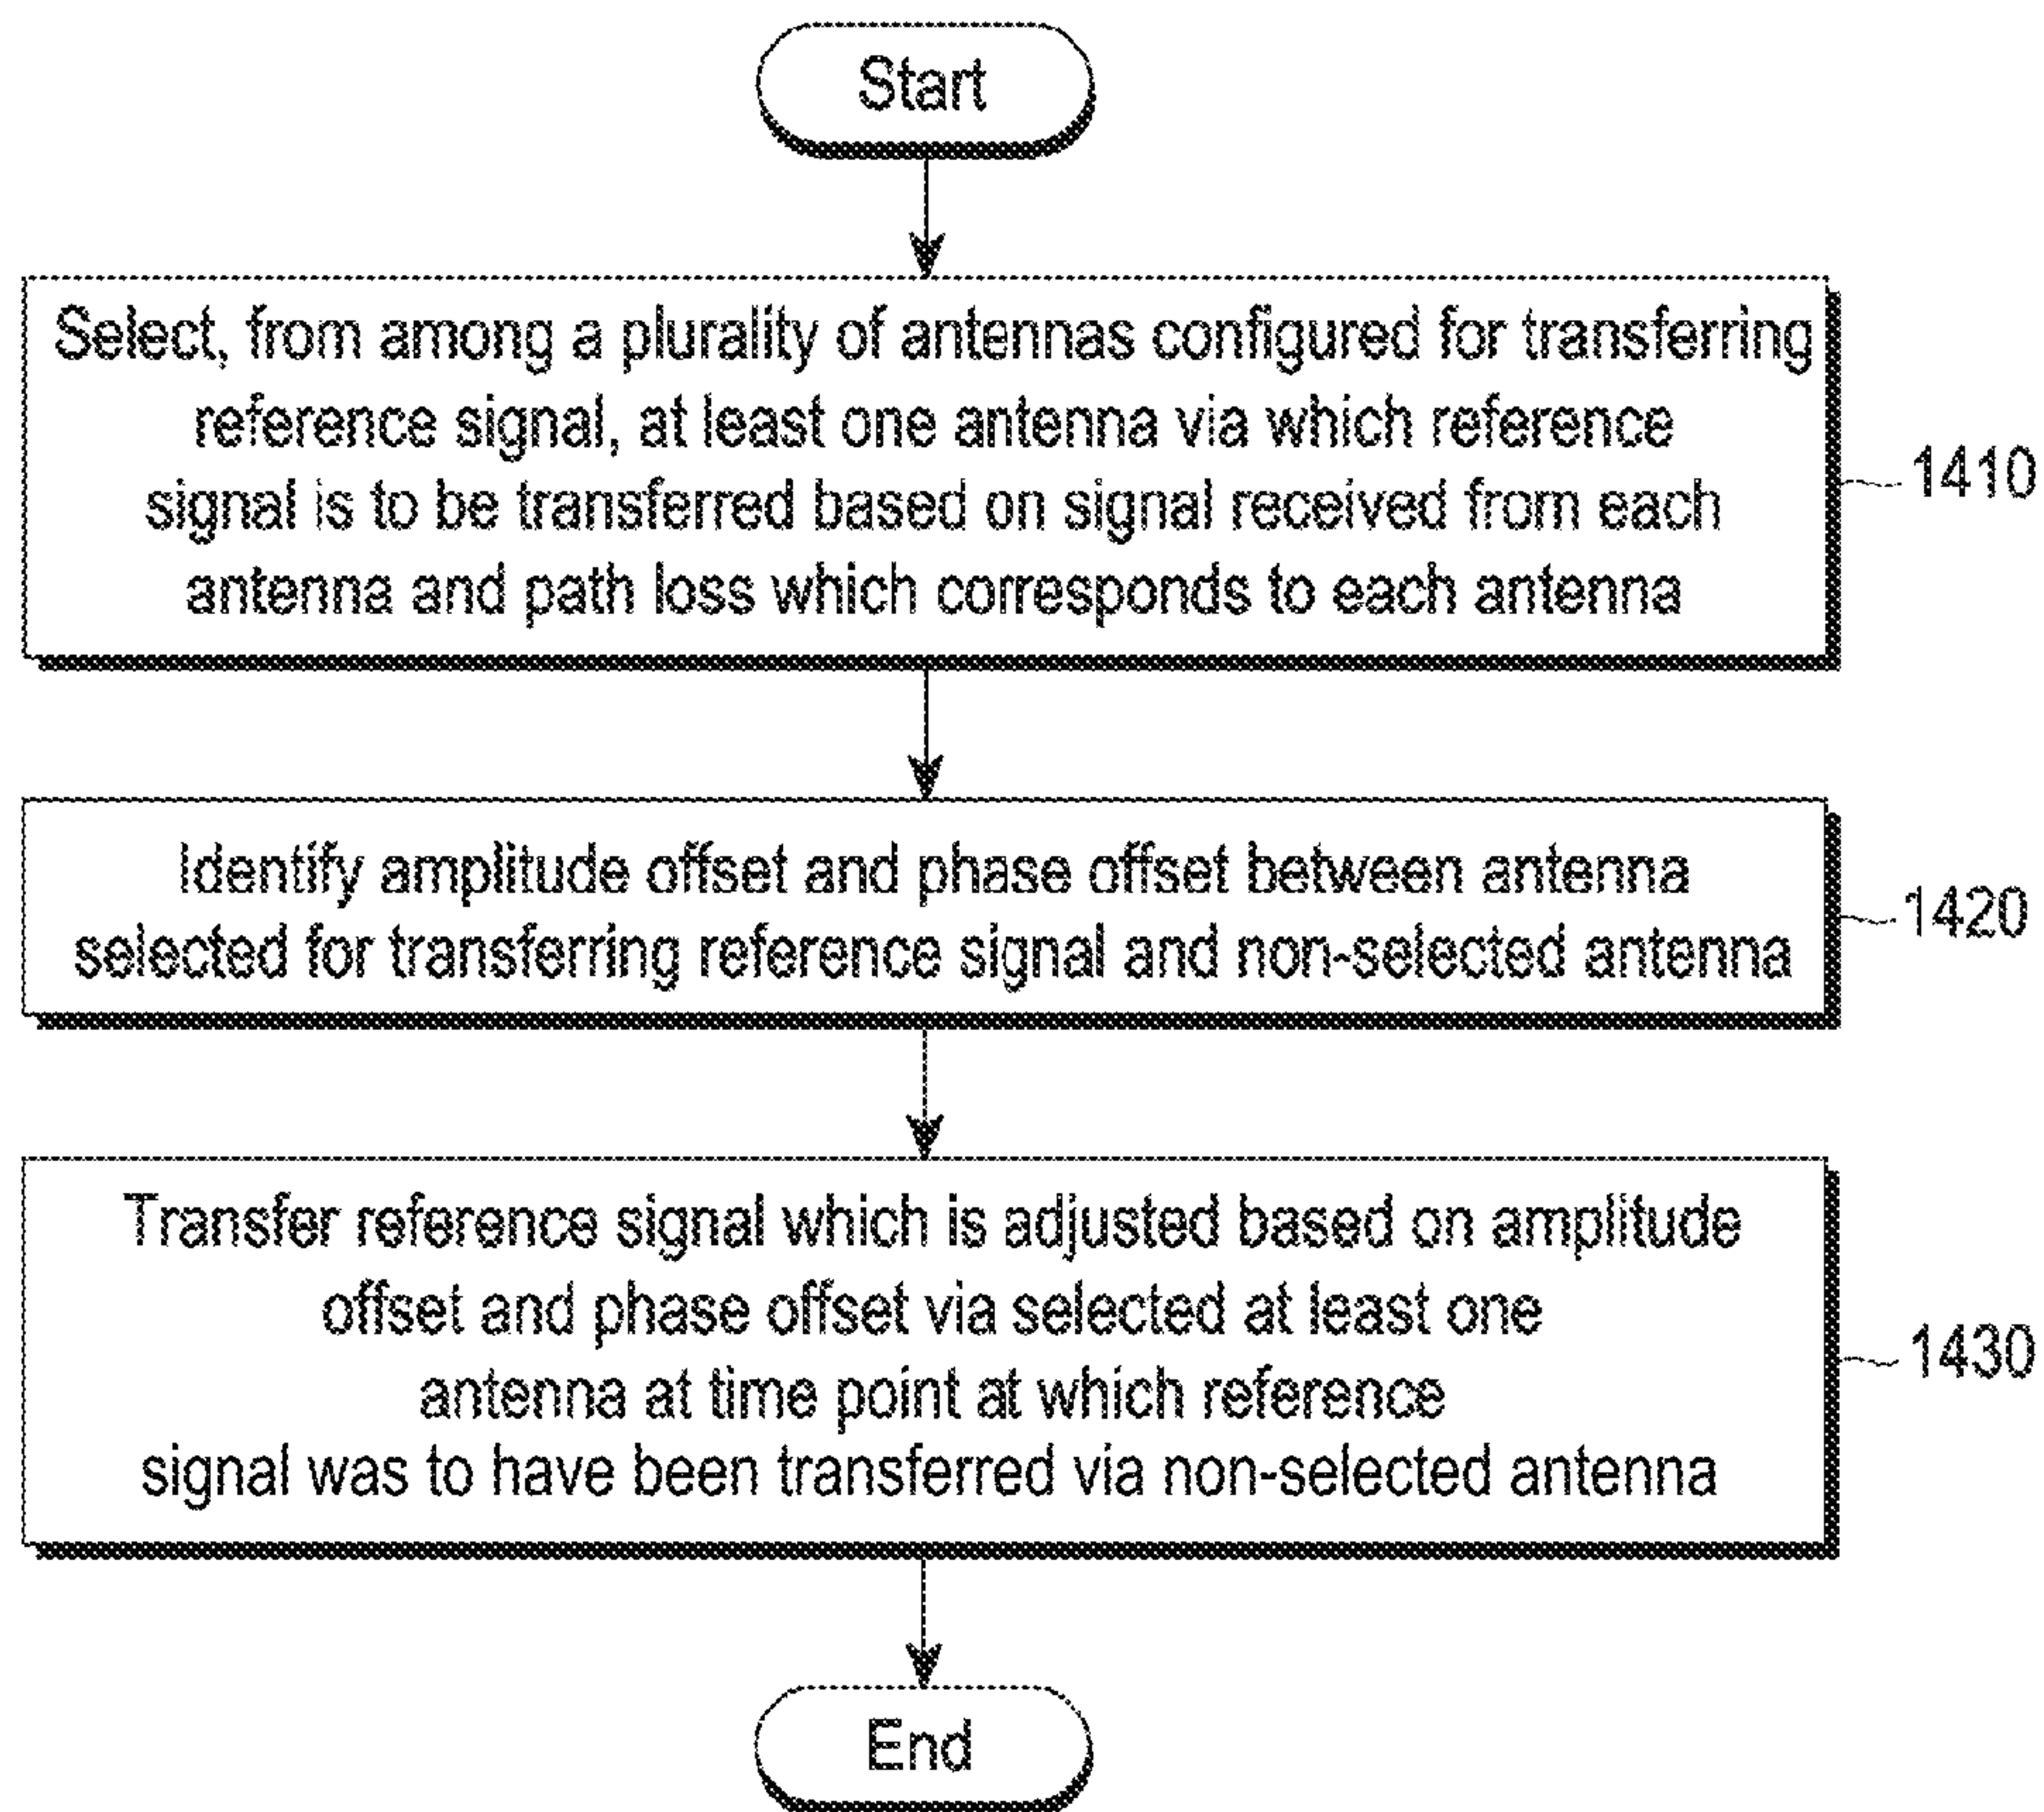 Start
Select, from among a plurality of antennas configured for transferring
reference signal, at least one antenna via which reference
signal is to be transferred based on signal received from each
antenna and path loss which corresponds to each antenna
1410
Identify amplitude offset and phase offset between antenna
selected for transferring reference signal and non-selected antenna
1420
Transfer reference signal which is adjusted based on amplitude
offset and phase offset via selected at least one
antenna at time point at which reference
signal was to have been transferred via non-selected antenna
1430
End